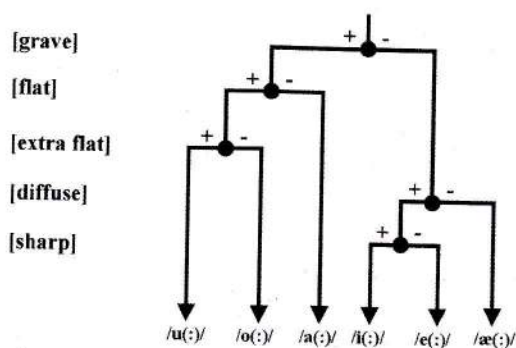 [grave] + -
[flat] + -
[extra flat] + -
[diffuse] + -
[sharp] + -
/u(:)/ /o(:)/ /a(:)/ /i(:)/ /e(:)/ /æ(:)/